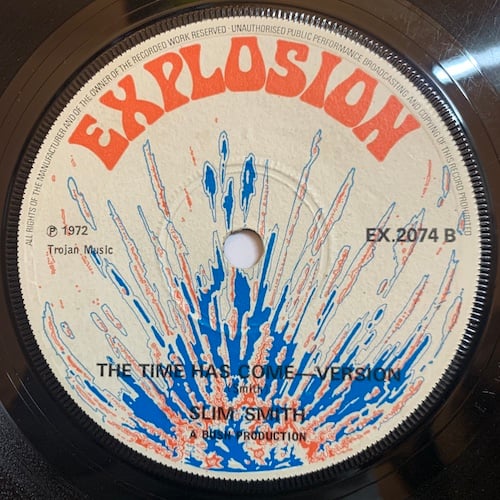 ALL RIGHTS OF THE MANUFACTURER AND OF THE OWNER OF THE RECORDED WORK RESERVED · UNAUTHORISED PUBLIC PERFORMANCE BROADCASTING AND COPYING OF THIS RECORD PROHIBITED
EXPLOSION
℗ 1972
Trojan Music
EX.2074 B
THE TIME HAS COME—VERSION
Smith
SLIM SMITH
A BUSH PRODUCTION